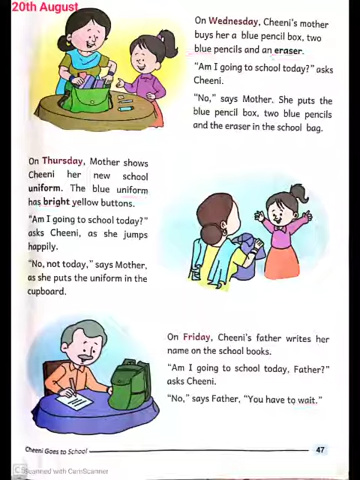 20th August
On Wednesday, Cheeni's mother
buys her a blue pencil box, two
blue pencils and an eraser.
"Am I going to school today?" asks
Cheeni.
"No," says Mother. She puts the
blue pencil box, two blue pencils
and the eraser in the school bag.
On Thursday, Mother shows
Cheeni her new school
uniform. The blue uniform
has bright yellow buttons.
"Am I going to school today?"
asks Cheeni, as she jumps
happily.
"No, not today," says Mother,
as she puts the uniform in the
cupboard.
On Friday, Cheeni's father writes her
name on the school books.
"Am I going to school today, Father?"
asks Cheeni.
"No," says Father, "You have to wait."
Cheeni Goes to School
47
CS Scanned with CamScanner